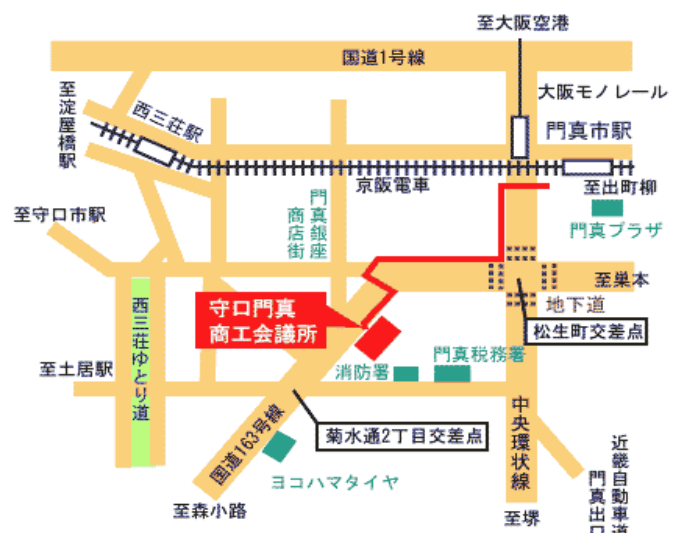 至大阪空港
国道1号線
大阪モノレール
至淀屋橋駅
西三荘駅
門真市駅
京阪電車
至出町柳
門真銀座
商店街
門真プラザ
至守口市駅
至巣本
守口門真
商工会議所
地下道
松生町交差点
西三荘ゆとり道
至土居駅
消防署
門真税務署
国道163号線
菊水通2丁目交差点
中央環状線
ヨコハマタイヤ
近畿自動車道
門真出口
至森小路
至堺